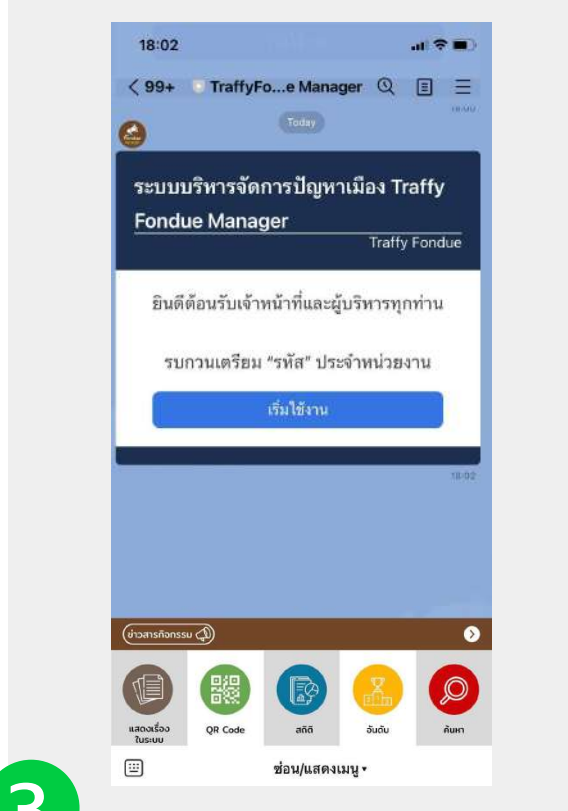 18:02
99+ TraffyFo...e Manager
Today
18:00
ระบบบริหารจัดการปัญหาเมือง Traffy
Fondue Manager
Traffy Fondue
ยินดีต้อนรับเจ้าหน้าที่และผู้บริหารทุกท่าน
รบกวนเตรียม “รหัส” ประจำหน่วยงาน
เริ่มใช้งาน
18:02
ข่าวสารกิจกรรม
แสดงเรื่อง
ในระบบ
QR Code
สถิติ
อันดับ
ค้นหา
ซ่อน/แสดงเมนู
3